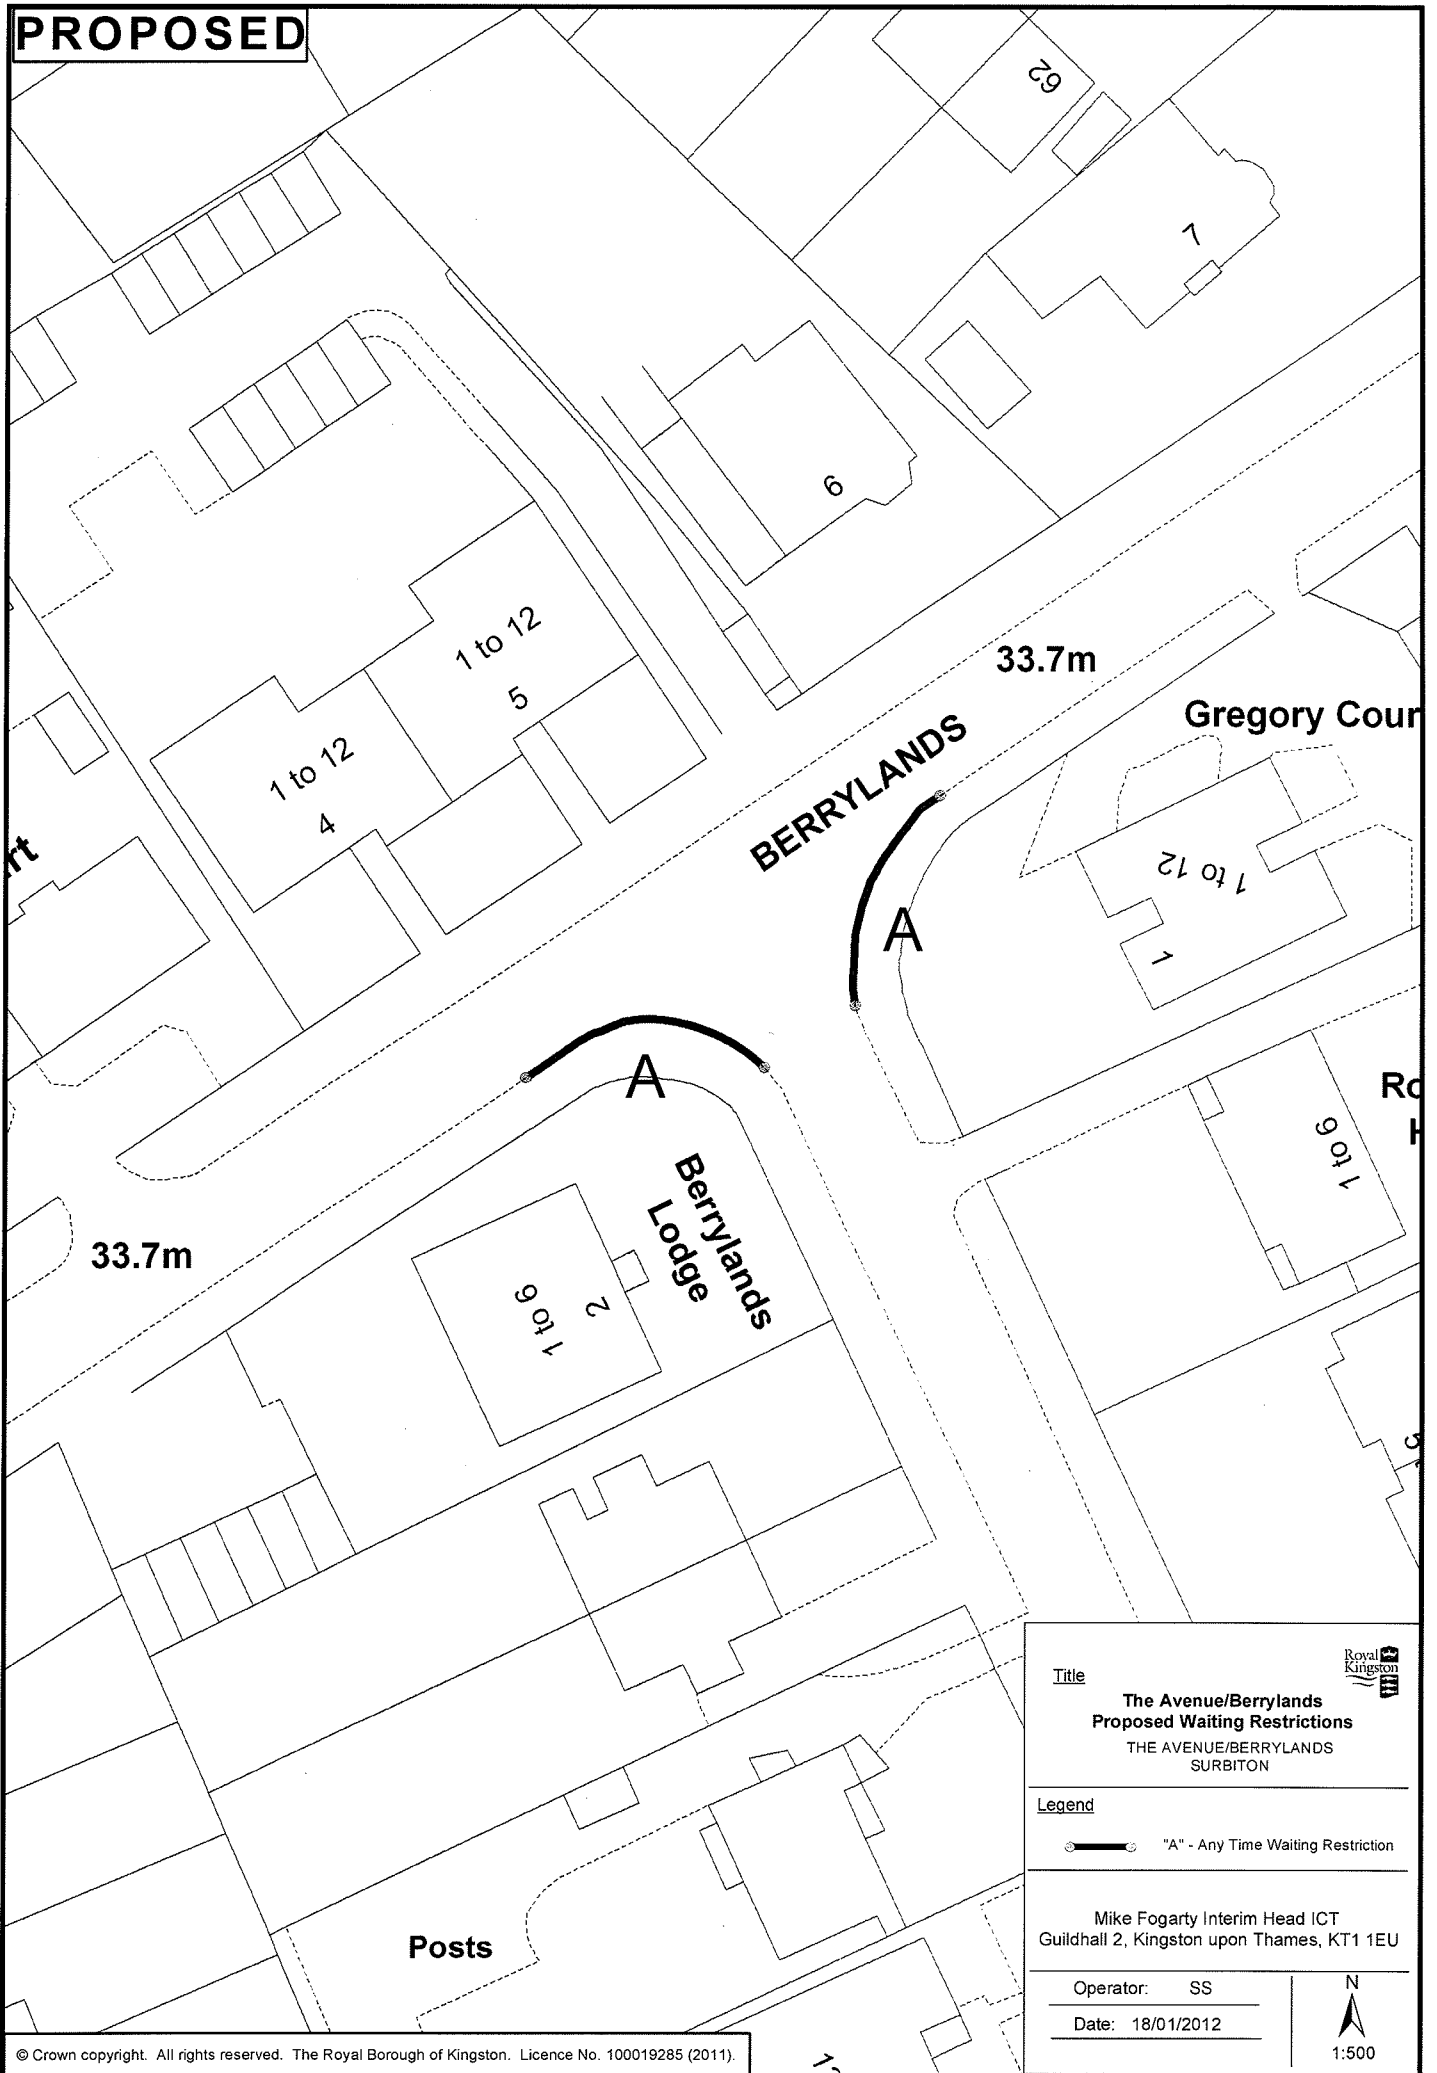 PROPOSED
62
7
6
1 to 12
5
1 to 12
4
33.7m
Gregory Cour
BERRYLANDS
1 to 12
1
A
A
1 to 6
Berrylands
Lodge
33.7m
1 to 6
2
5
Posts
Title
Royal
Kingston
The Avenue/Berrylands
Proposed Waiting Restrictions
THE AVENUE/BERRYLANDS
SURBITON
Legend
"A" - Any Time Waiting Restriction
Mike Fogarty Interim Head ICT
Guildhall 2, Kingston upon Thames, KT1 1EU
Operator: SS
Date: 18/01/2012
N
1:500
© Crown copyright. All rights reserved. The Royal Borough of Kingston. Licence No. 100019285 (2011).